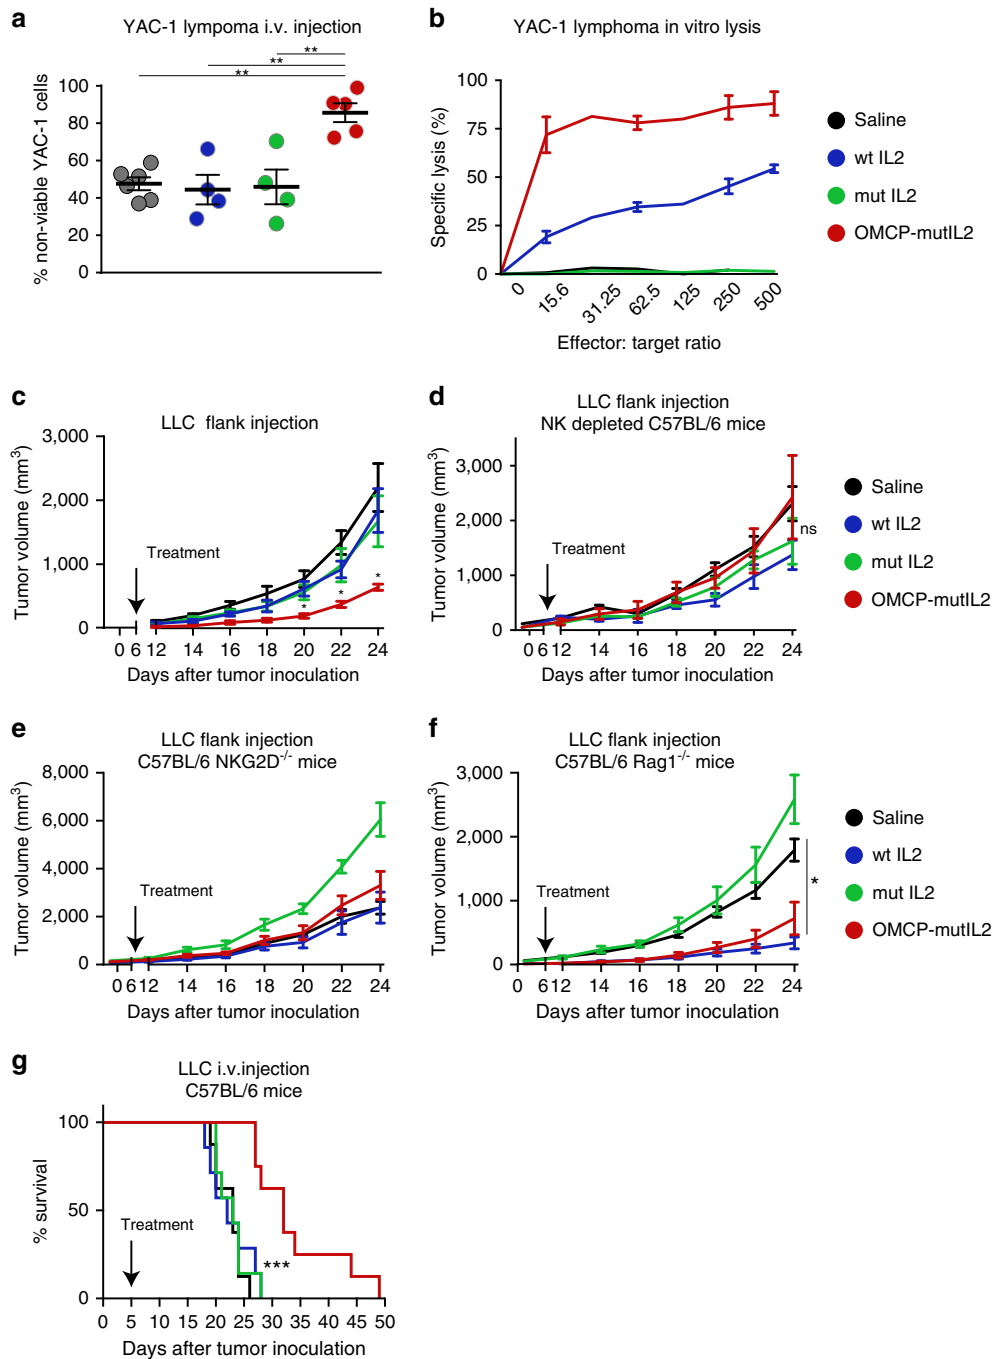 a
YAC-1 lympoma i.v. injection
**
**
**
% non-viable YAC-1 cells
100
80
60
40
20
0
b
YAC-1 lymphoma in vitro lysis
Specific lysis (%)
100
75
50
25
0
0 15.6 31.25 62.5 125 250 500
Effector: target ratio
Saline
wt IL2
mut IL2
OMCP-mutIL2
c
LLC flank injection
Tumor volume (mm3)
3,000
2,000
1,000
0
Treatment
* * *
0 6 12 14 16 18 20 22 24
Days after tumor inoculation
d
LLC flank injection
NK depleted C57BL/6 mice
Tumor volume (mm3)
3,000
2,000
1,000
0
Treatment
ns
0 6 12 14 16 18 20 22 24
Days after tumor inoculation
Saline
wt IL2
mut IL2
OMCP-mutIL2
e
LLC flank injection
C57BL/6 NKG2D-/- mice
Tumor volume (mm3)
8,000
6,000
4,000
2,000
0
Treatment
0 6 12 14 16 18 20 22 24
Days after tumor inoculation
f
LLC flank injection
C57BL/6 Rag1-/- mice
Tumor volume (mm3)
3,000
2,000
1,000
0
Treatment
*
0 6 12 14 16 18 20 22 24
Days after tumor inoculation
Saline
wt IL2
mut IL2
OMCP-mutIL2
g
LLC i.v.injection
C57BL/6 mice
% survival
100
50
0
Treatment
***
0 5 10 15 20 25 30 35 40 45 50
Days after tumor inoculation